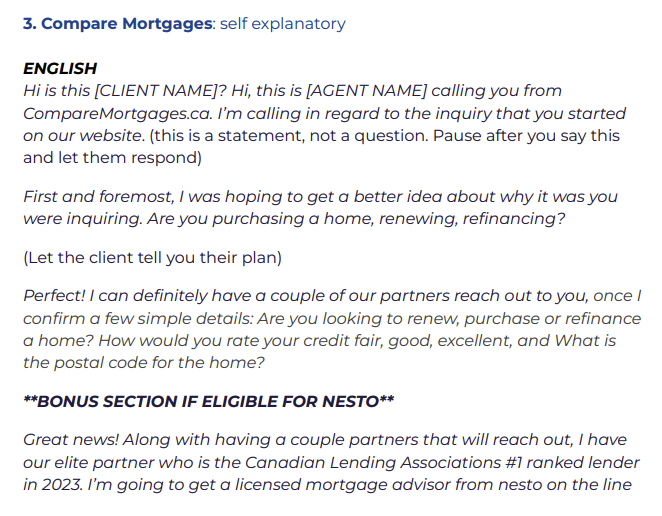 3. Compare Mortgages: self explanatory
ENGLISH
Hi is this [CLIENT NAME]? Hi, this is [AGENT NAME] calling you from
CompareMortgages.ca. I'm calling in regard to the inquiry that you started
on our website. (this is a statement, not a question. Pause after you say this
and let them respond)
First and foremost, I was hoping to get a better idea about why it was you
were inquiring. Are you purchasing a home, renewing, refinancing?
(Let the client tell you their plan)
Perfect! I can definitely have a couple of our partners reach out to you, once I
confirm a few simple details: Are you looking to renew, purchase or refinance
a home? How would you rate your credit fair, good, excellent, and What is
the postal code for the home?
**BONUS SECTION IF ELIGIBLE FOR NESTO**
Great news! Along with having a couple partners that will reach out, I have
our elite partner who is the Canadian Lending Associations #1 ranked lender
in 2023. I'm going to get a licensed mortgage advisor from nesto on the line